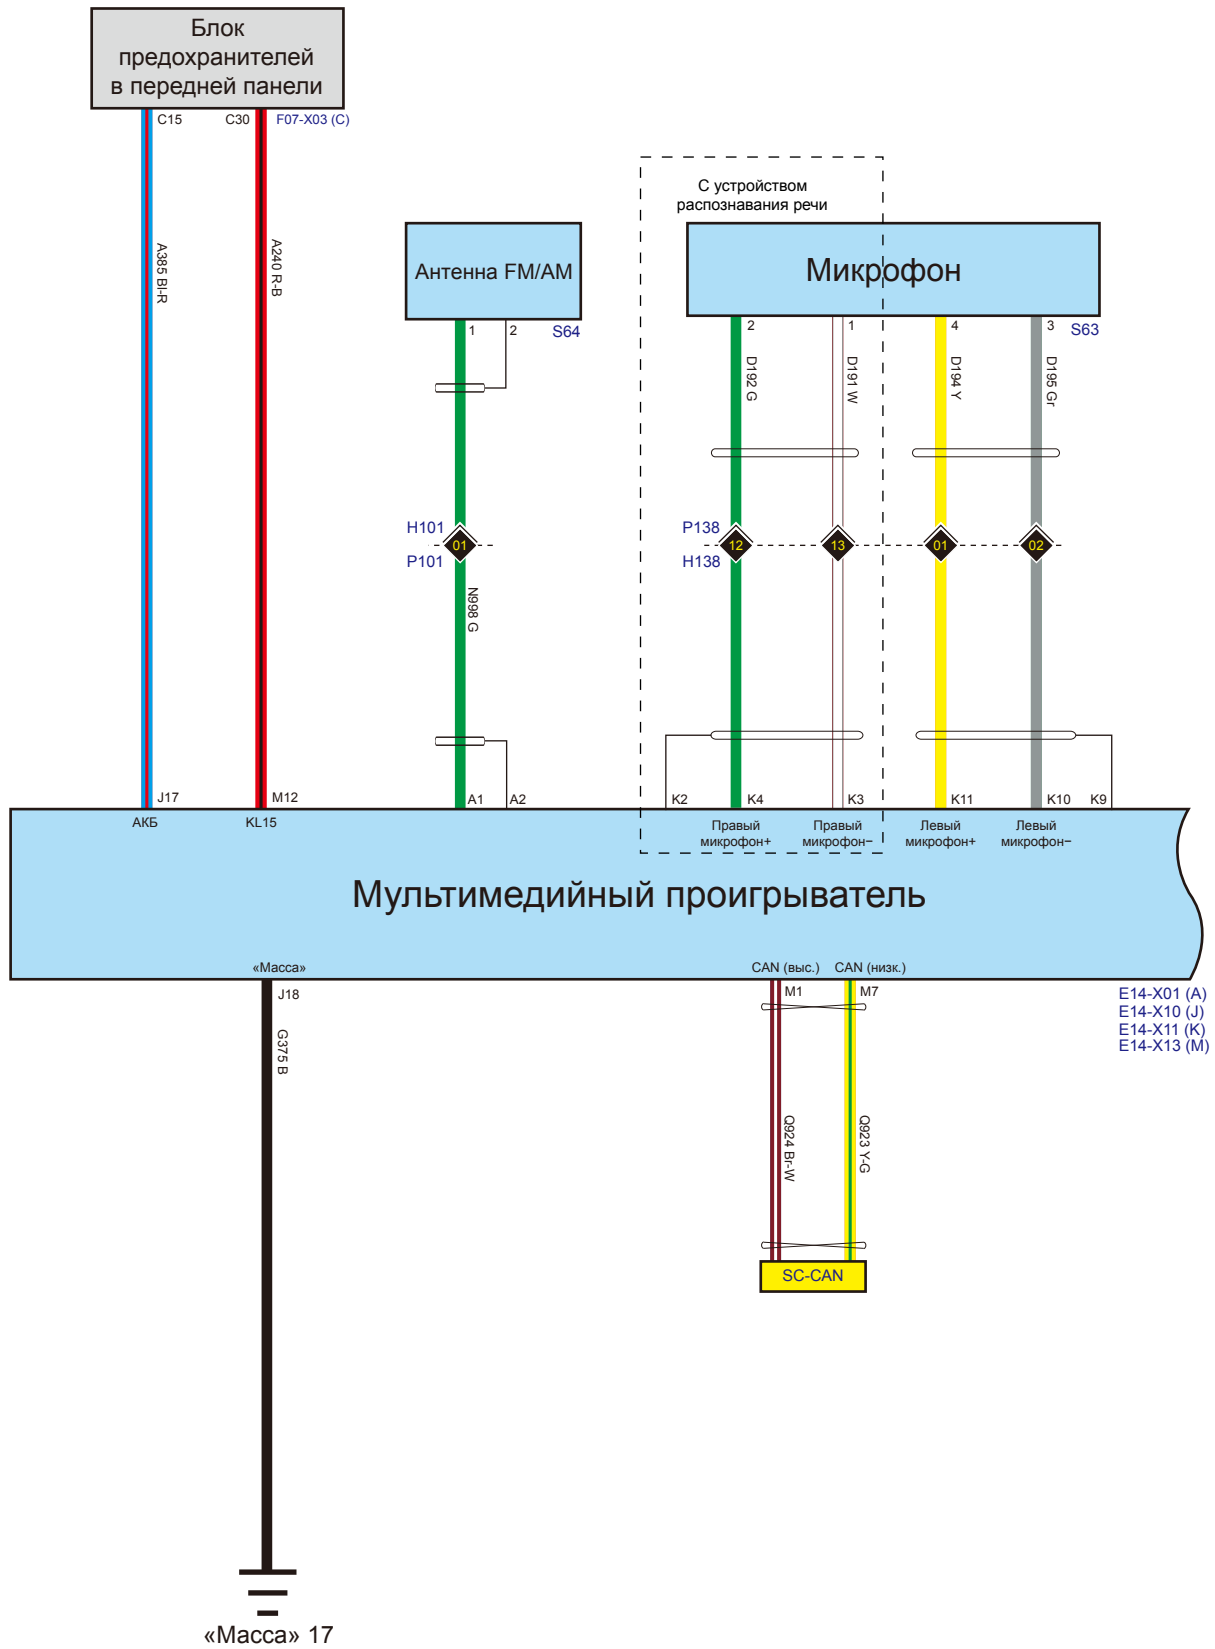 Блок
предохранителей
в передней панели
C15
C30
F07-X03 (C)
A385 Bl-R
A240 R-B
С устройством
распознавания речи
Антенна FM/AM
1
2
S64
Микрофон
2
1
4
3
S63
D192 G
D191 W
D194 Y
D195 Gr
H101
P101
01
P138
H138
12
13
01
02
N998 G
J17
M12
A1
A2
K2
K4
K3
K11
K10
K9
АКБ
KL15
Правый
микрофон+
Правый
микрофон−
Левый
микрофон+
Левый
микрофон−
Мультимедийный проигрыватель
«Масса»
CAN (выс.)
CAN (низк.)
J18
M1
M7
E14-X01 (A)
E14-X10 (J)
E14-X11 (K)
E14-X13 (M)
G375 B
Q924 Br-W
Q923 Y-G
SC-CAN
«Масса» 17